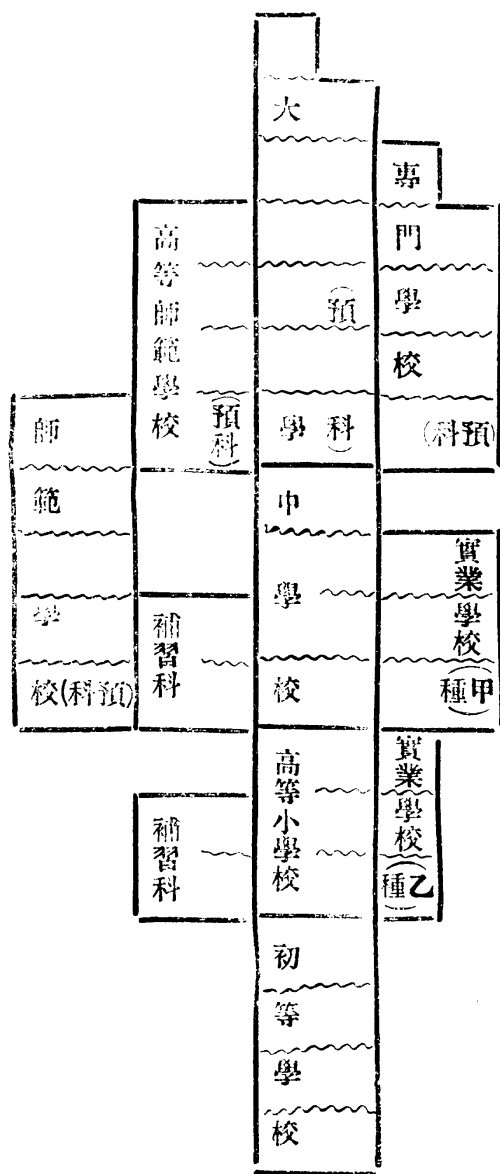 大學
(預科)
專門學校
(預科)
高等師範學校
(預科)
師範學校(預科)
中學校
補習科
實業學校
(甲種)
高等小學校
補習科
實業學校
(乙種)
初等學校